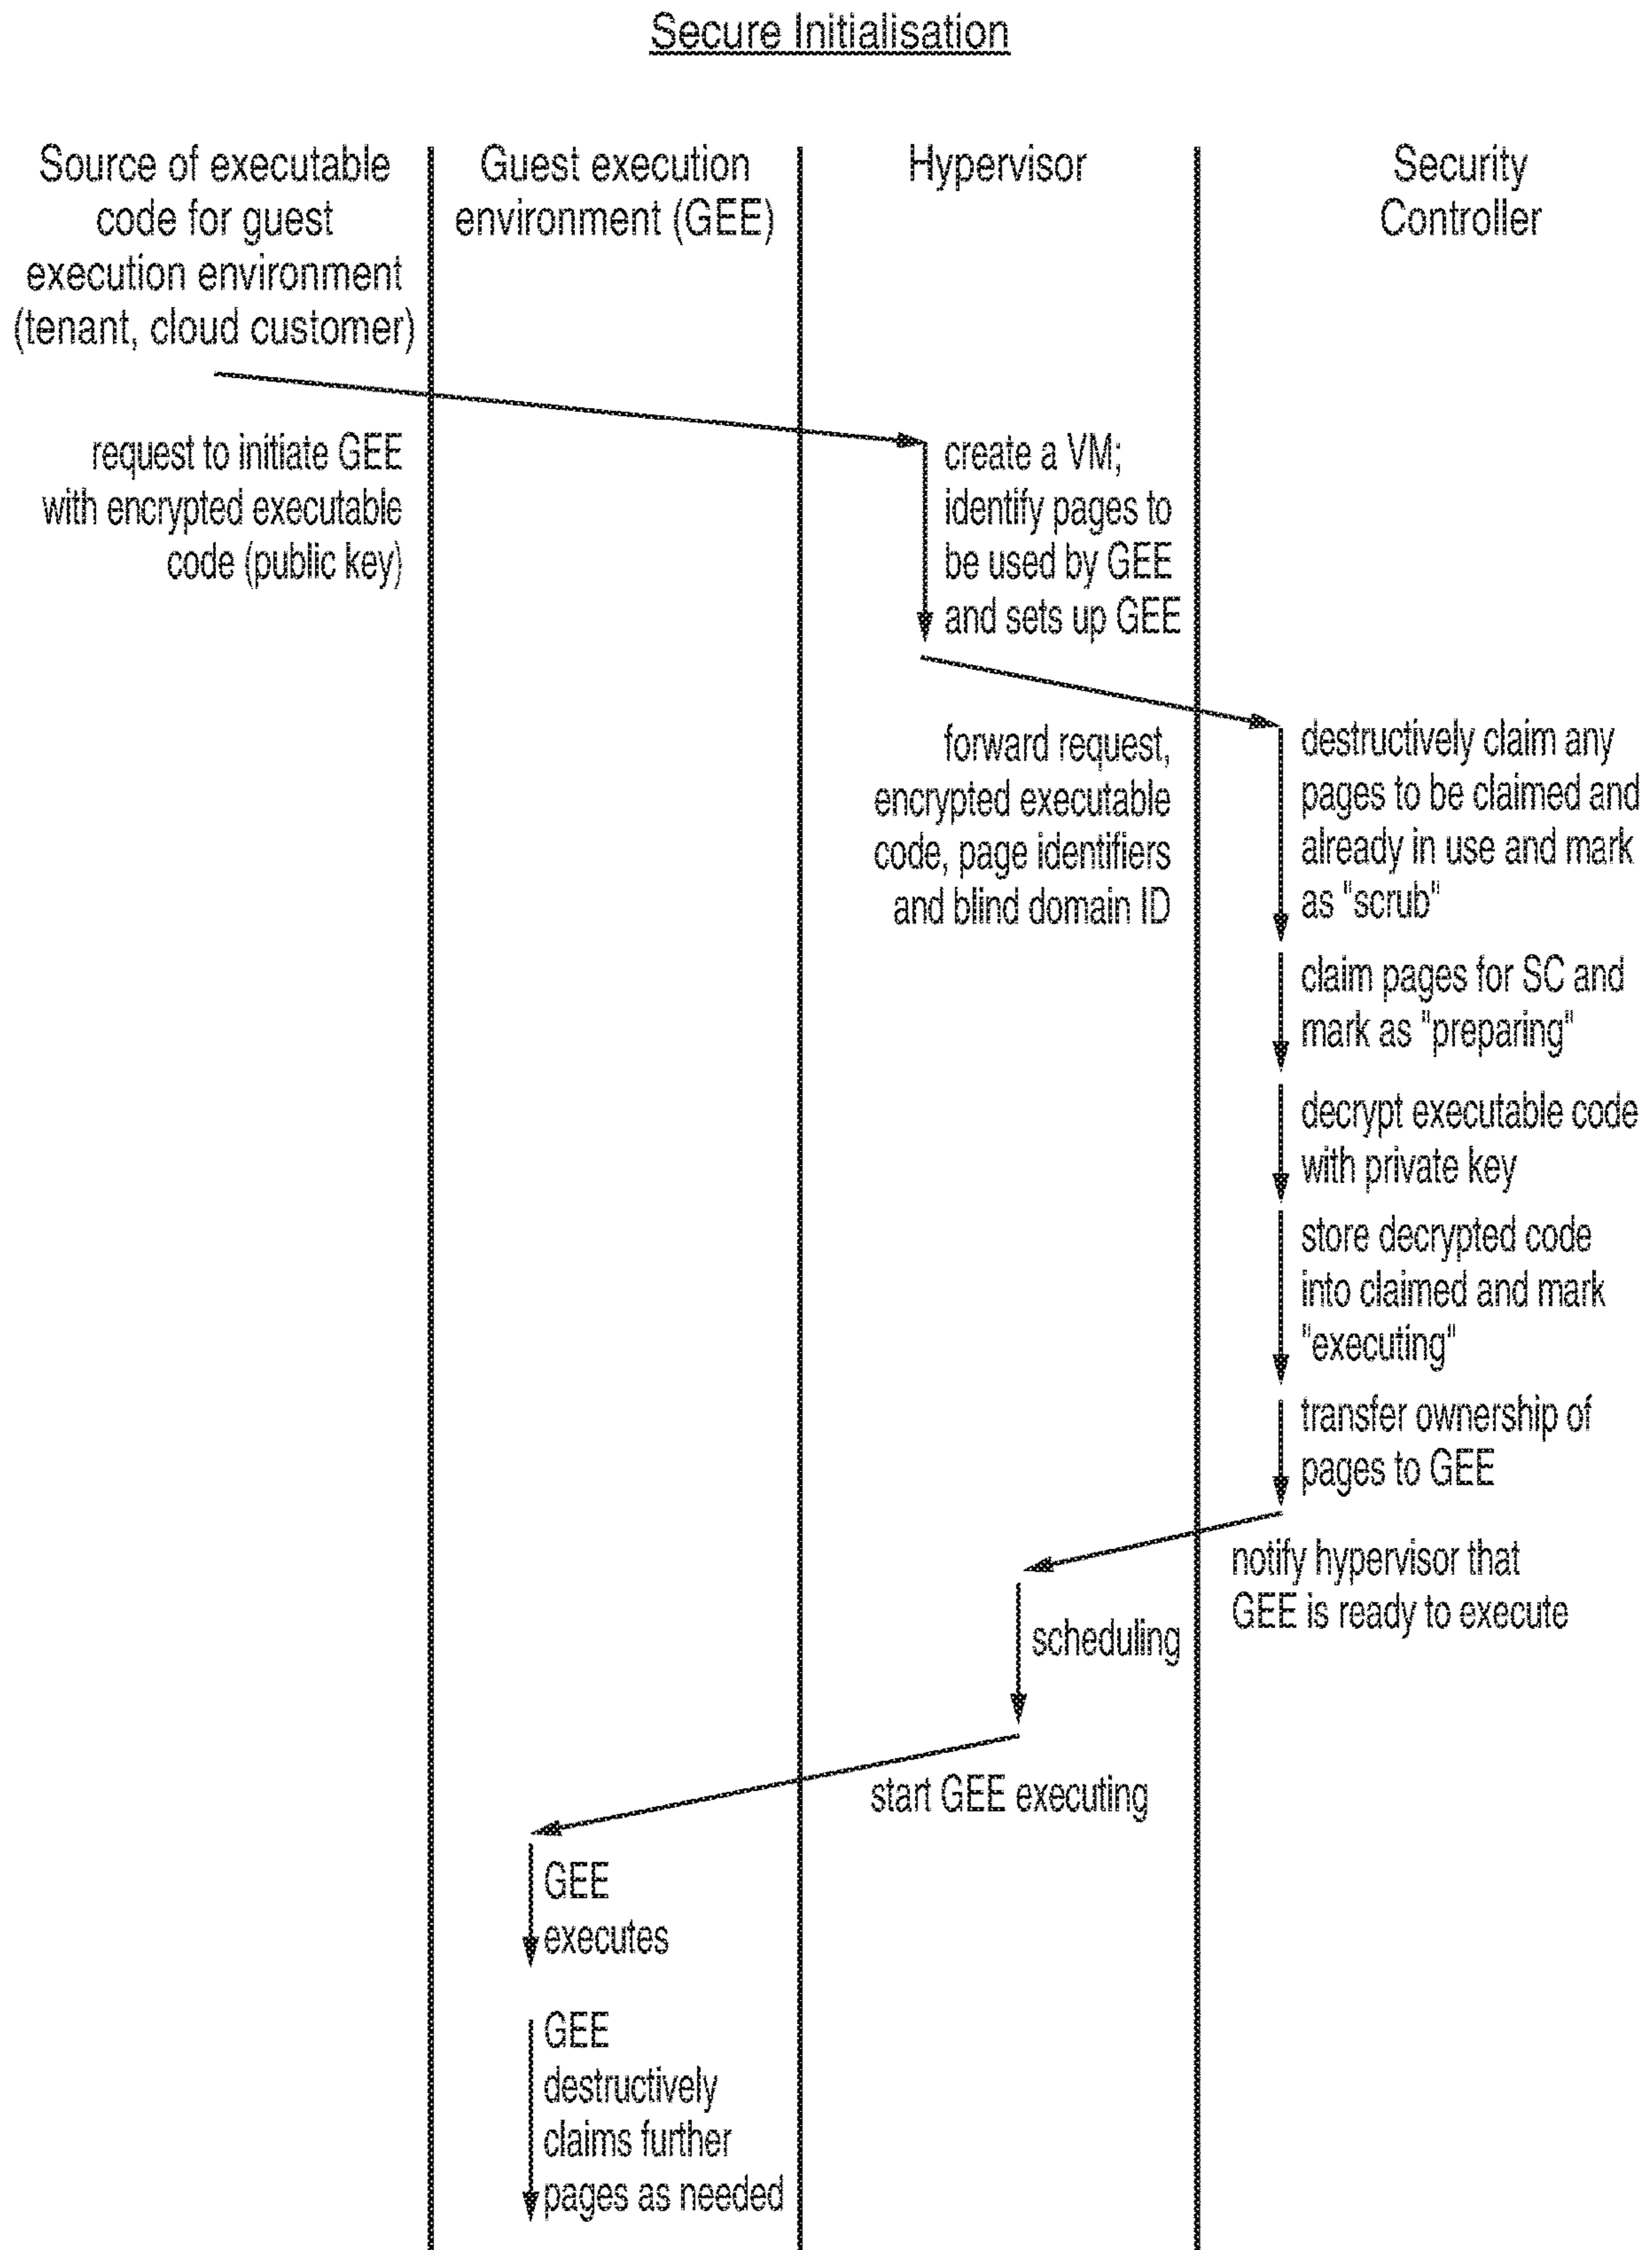 Secure Initialisation
Source of executable
code for guest
execution environment
(tenant, cloud customer)
Guest execution
environment (GEE)
Hypervisor
Security
Controller
request to initiate GEE
with encrypted executable
code (public key)
create a VM;
identify pages to
be used by GEE
and sets up GEE
forward request,
encrypted executable
code, page identifiers
and blind domain ID
destructively claim any
pages to be claimed and
already in use and mark
as "scrub"
claim pages for SC and
mark as "preparing"
decrypt executable code
with private key
store decrypted code
into claimed and mark
"executing"
transfer ownership of
pages to GEE
notify hypervisor that
GEE is ready to execute
scheduling
start GEE executing
GEE
executes
GEE
destructively
claims further
pages as needed